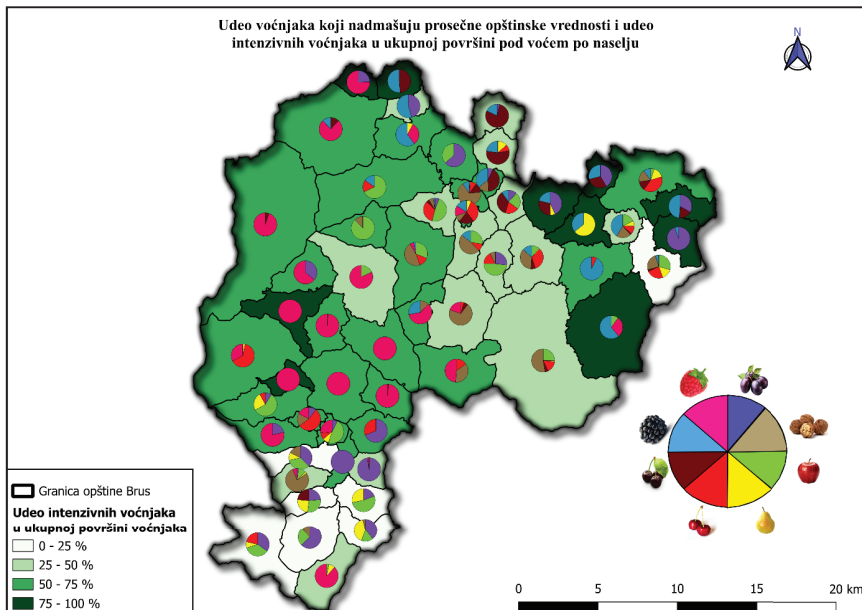 Udeo voćnjaka koji nadmašuju prosečne opštinske vrednosti i udeo
intenzivnih voćnjaka u ukupnoj površini pod voćem po naselju
N
Granica opštine Brus
Udeo intenzivnih voćnjaka
u ukupnoj površini voćnjaka
0 - 25 %
25 - 50 %
50 - 75 %
75 - 100 %
0 5 10 15 20 km